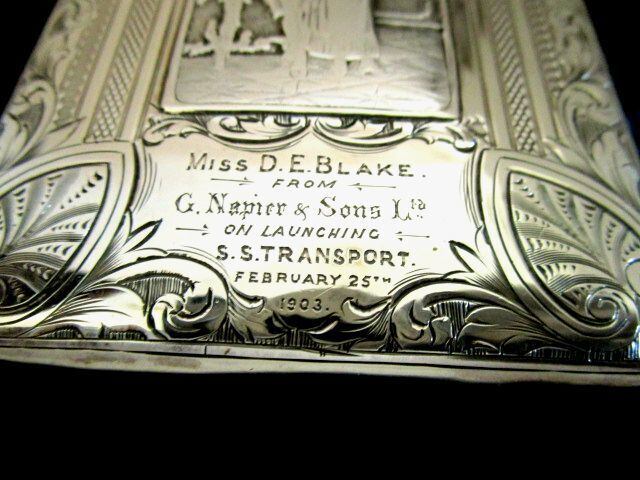 MISS D.E.BLAKE.
FROM
G. Napier & Sons Ltd
ON LAUNCHING
S.S.TRANSPORT.
FEBRUARY 25TH
1903.